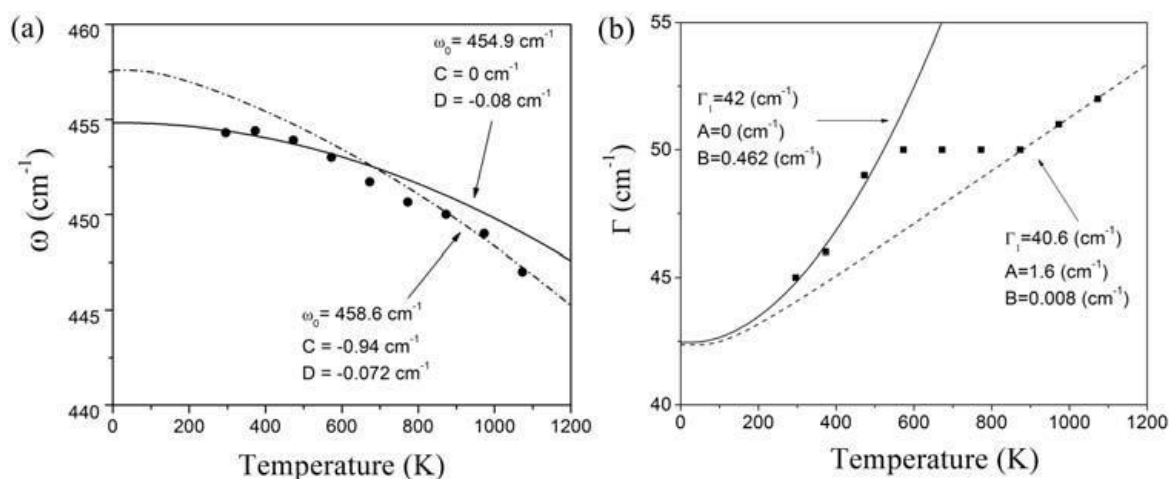 (a)
ω (cm⁻¹)
460
455
450
445
440
ω₀= 454.9 cm⁻¹
C = 0 cm⁻¹
D = -0.08 cm⁻¹
ω₀= 458.6 cm⁻¹
C = -0.94 cm⁻¹
D = -0.072 cm⁻¹
0 200 400 600 800 1000 1200
Temperature (K)
(b)
Γ (cm⁻¹)
55
50
45
40
Γᵢ=42 (cm⁻¹)
A=0 (cm⁻¹)
B=0.462 (cm⁻¹)
Γᵢ=40.6 (cm⁻¹)
A=1.6 (cm⁻¹)
B=0.008 (cm⁻¹)
0 200 400 600 800 1000 1200
Temperature (K)